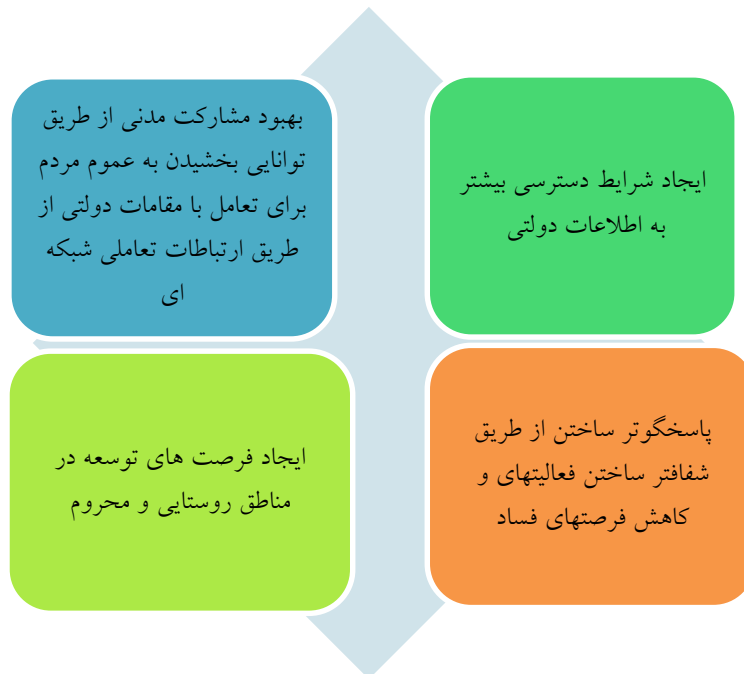 ایجاد شرایط دسترسی بیشتر
به اطلاعات دولتی
بهبود مشارکت مدنی از طریق
توانایی بخشیدن به عموم مردم
برای تعامل با مقامات دولتی از
طریق ارتباطات تعاملی شبکه
ای
پاسخگوتر ساختن از طریق
شفافتر ساختن فعالیتهای و
کاهش فرصتهای فساد
ایجاد فرصت های توسعه در
مناطق روستایی و محروم